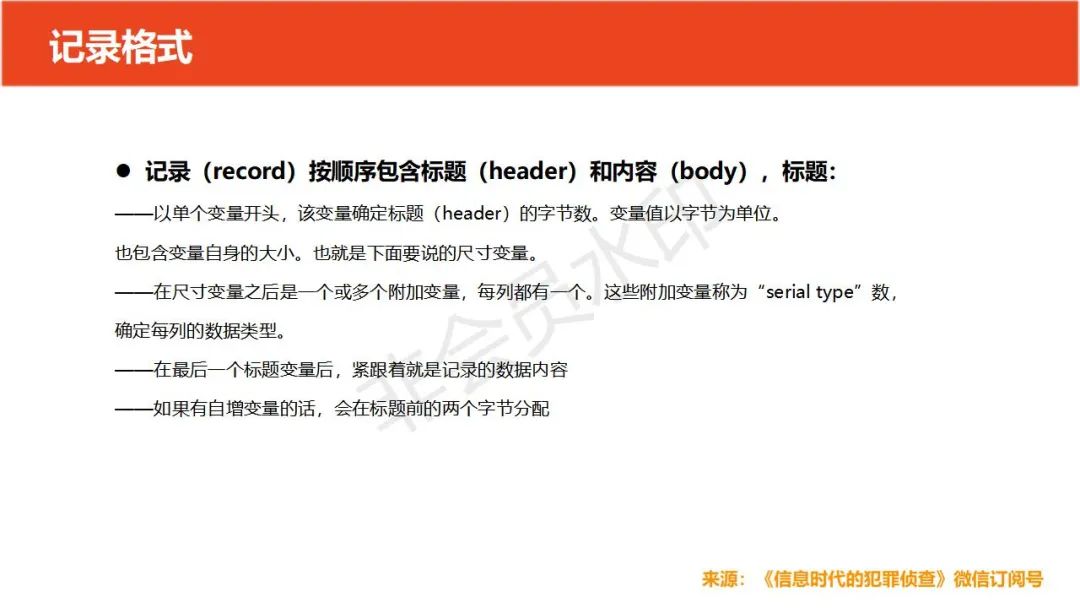 记录格式
● 记录（record）按顺序包含标题（header）和内容（body），标题：
——以单个变量开头，该变量确定标题（header）的字节数。变量值以字节为单位。
也包含变量自身的大小。也就是下面要说的尺寸变量。
——在尺寸变量之后是一个或多个附加变量，每列都有一个。这些附加变量称为“serial type”数，
确定每列的数据类型。
——在最后一个标题变量后，紧跟着就是记录的数据内容
——如果有自增变量的话，会在标题前的两个字节分配
非会员水印
来源：《信息时代的犯罪侦查》微信订阅号